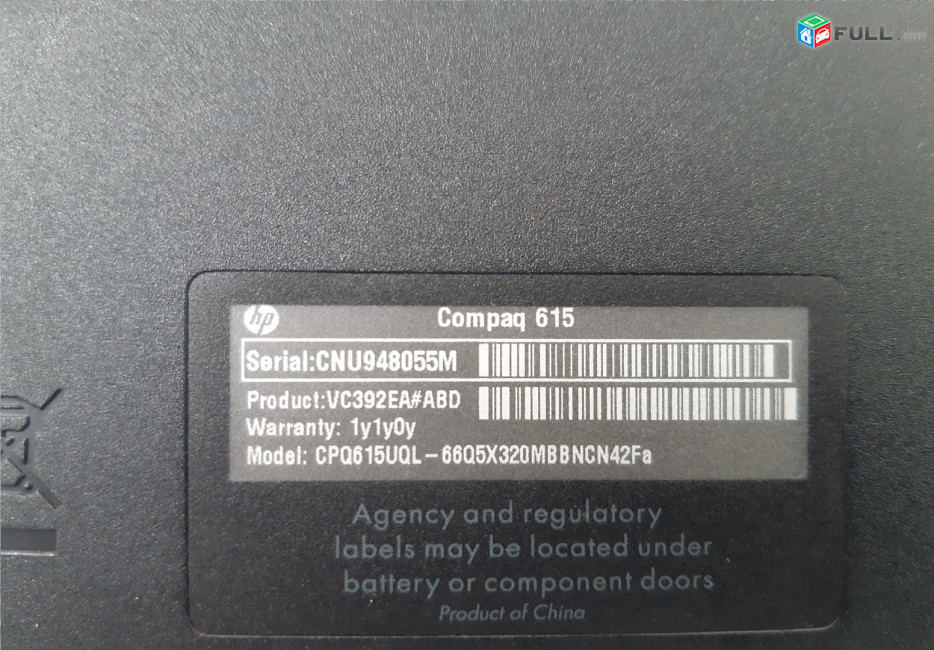 FULL.am
hp
Compaq 615
Serial:CNU948055M
Product:VC392EA#ABD
Warranty: 1y1y0y
Model: CPQ615UQL-66Q5X320MBBNCN42Fa
Agency and regulatory
labels may be located under
battery or component doors
Product of China